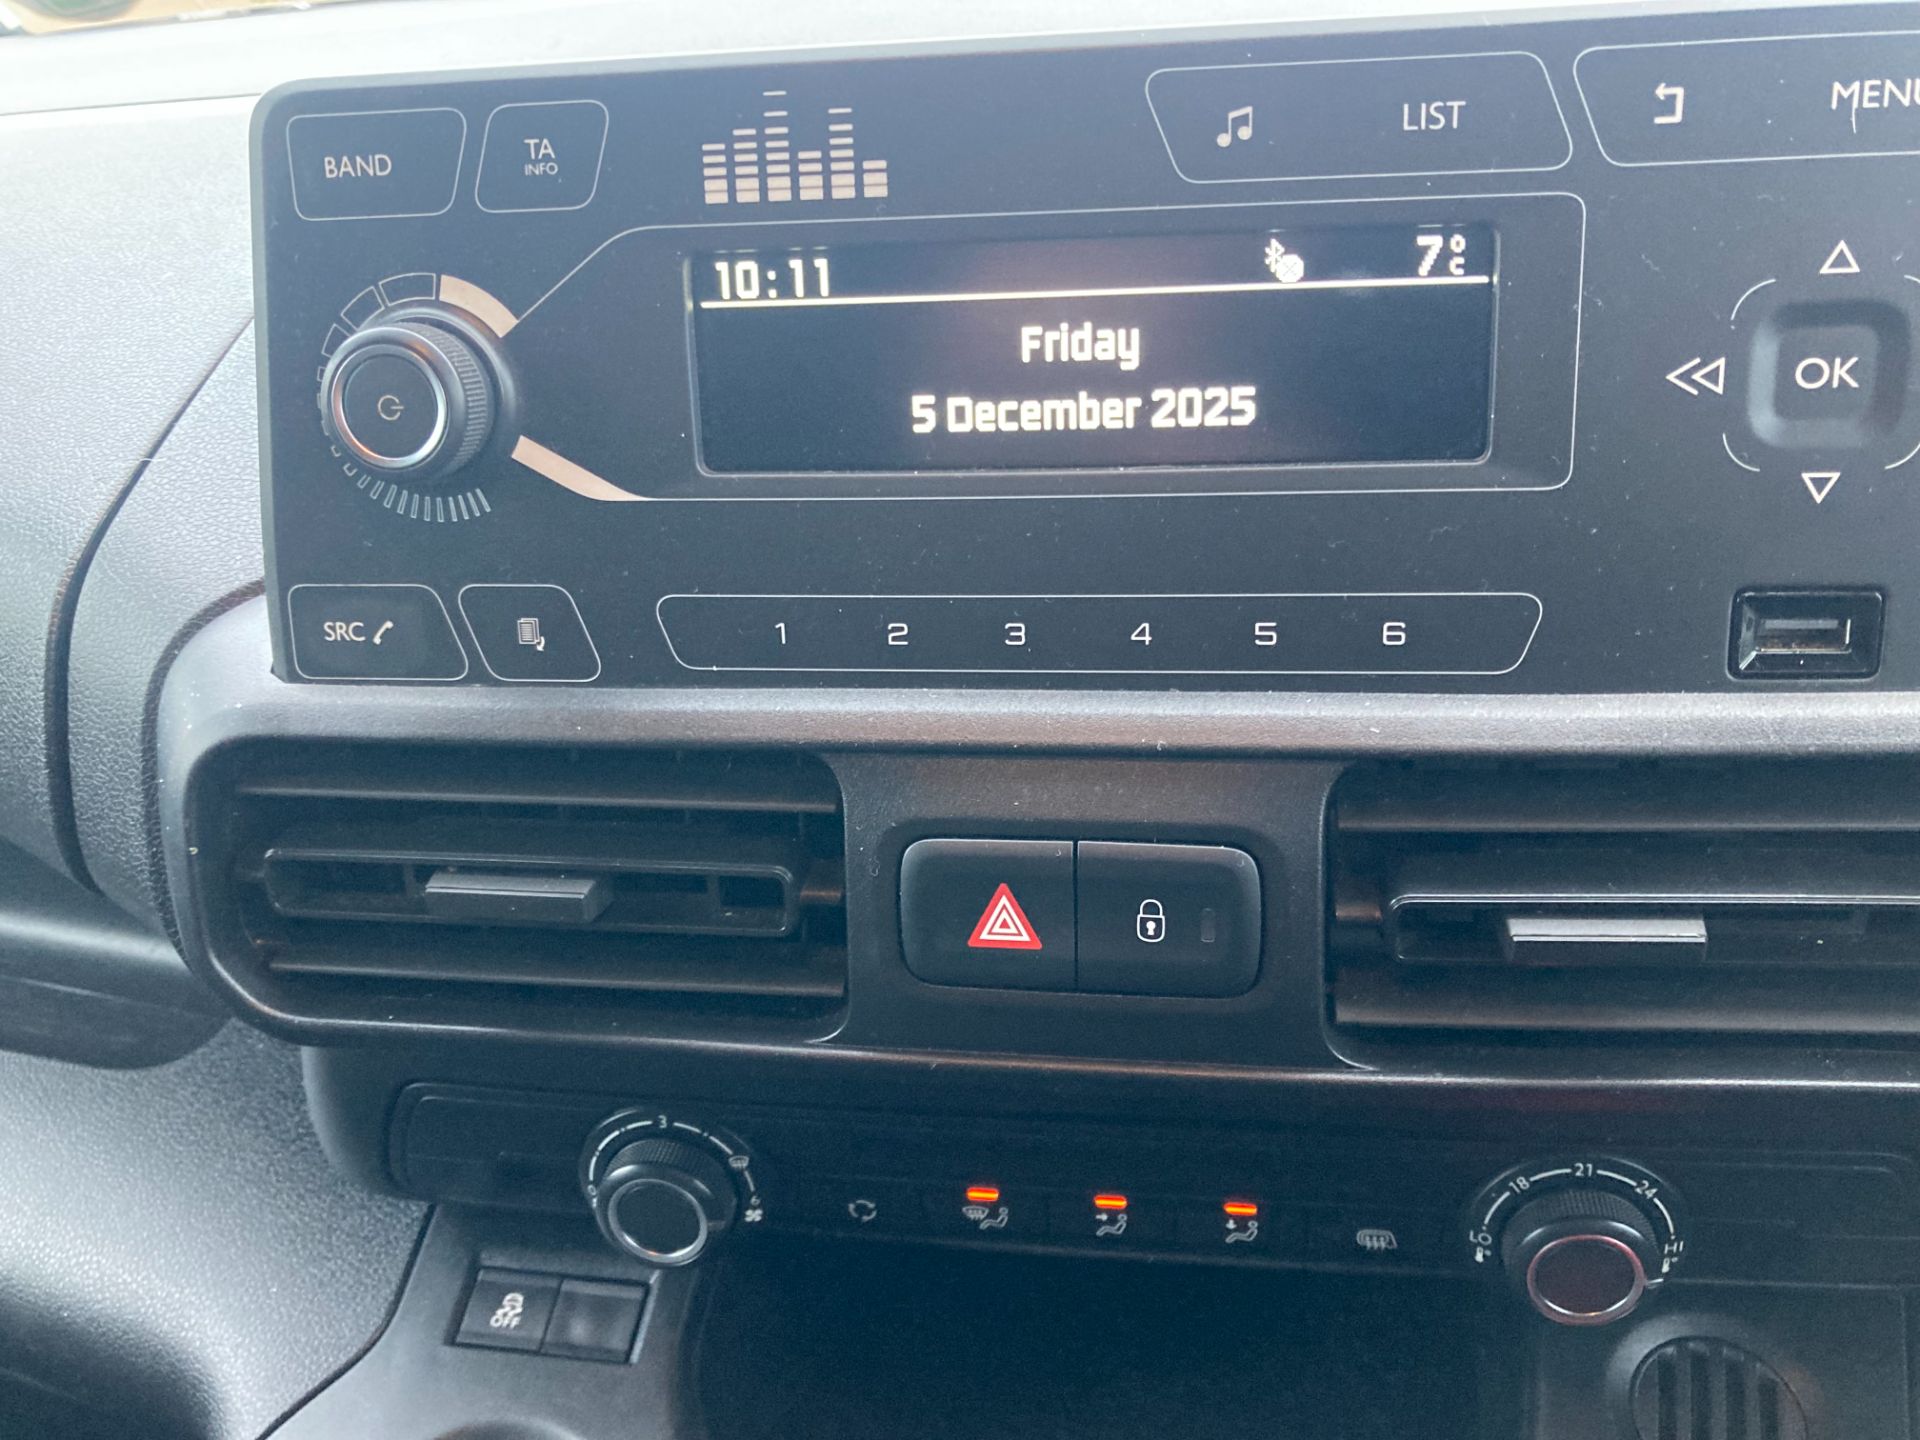 BAND
TA
INFO
LIST
MENU
10:11
7°C
Friday
5 December 2025
OK
SRC
1 2 3 4 5 6
3
0
6
18
21
24
LO
HI
OFF